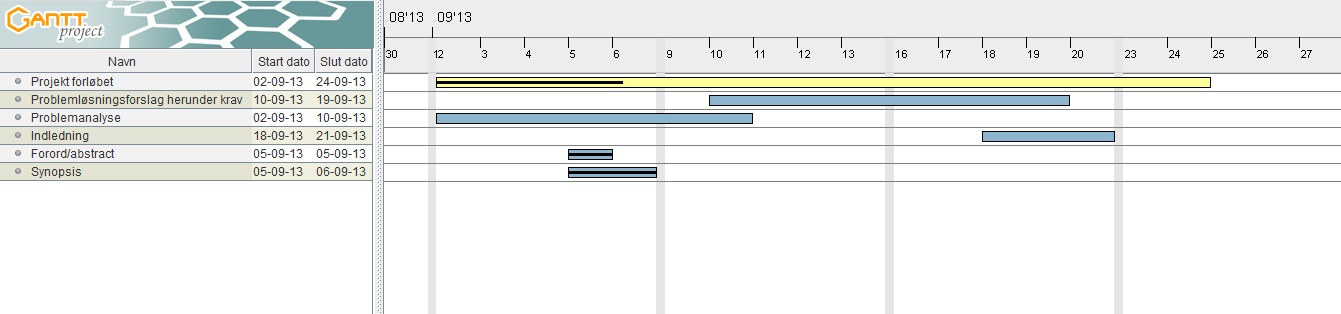 GANTT
project
08'13 09'13
30 12 3 4 5 6 9 10 11 12 13 16 17 18 19 20 23 24 25 26 27
Navn Start dato Slut dato
Projekt forløbet 02-09-13 24-09-13
Problemløsningsforslag herunder krav 10-09-13 19-09-13
Problemanalyse 02-09-13 10-09-13
Indledning 18-09-13 21-09-13
Forord/abstract 05-09-13 05-09-13
Synopsis 05-09-13 06-09-13